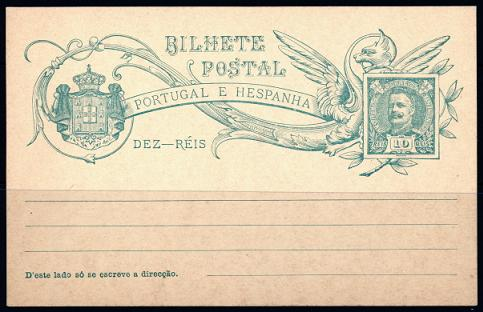 BILHETE
POSTAL
PORTUGAL E HESPANHA
DEZ—RÉIS
10
D'este lado só se escreve a direcção.